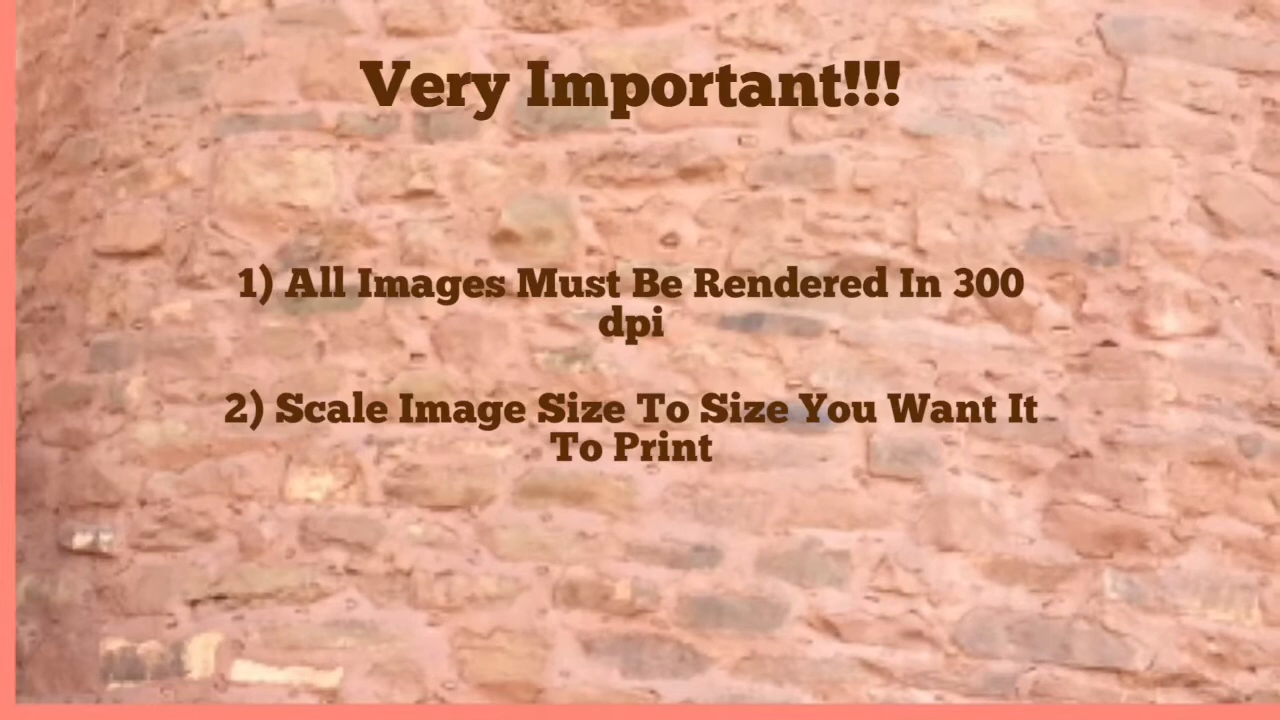 Very Important!!!
1) All Images Must Be Rendered In 300
dpi
2) Scale Image Size To Size You Want It
To Print